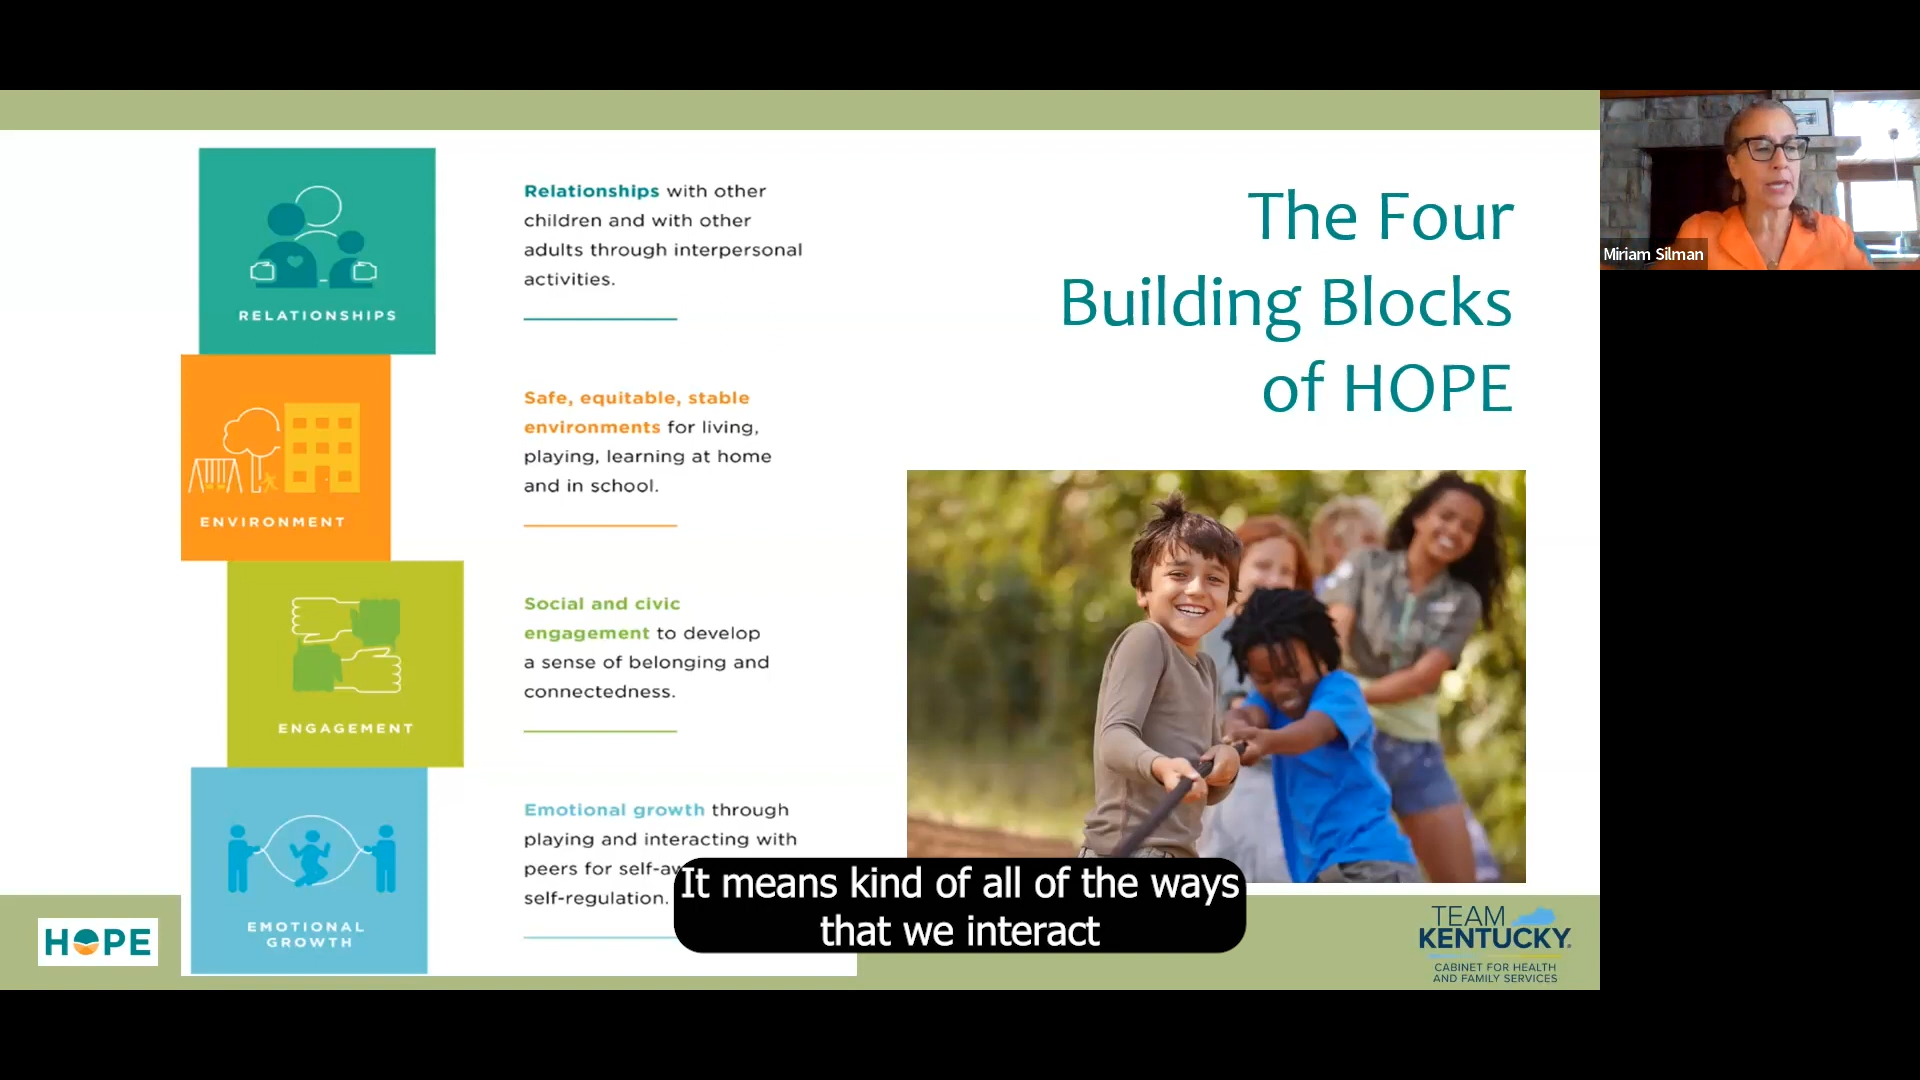 RELATIONSHIPS
Relationships with other
children and with other
adults through interpersonal
activities.
ENVIRONMENT
Safe, equitable, stable
environments for living,
playing, learning at home
and in school.
ENGAGEMENT
Social and civic
engagement to develop
a sense of belonging and
connectedness.
EMOTIONAL
GROWTH
Emotional growth through
playing and interacting with
peers for
self-regulation.
The Four
Building Blocks
of HOPE
Miriam Silman
It means kind of all of the ways
that we interact
HOPE
TEAM
KENTUCKY
CABINET FOR HEALTH
AND FAMILY SERVICES